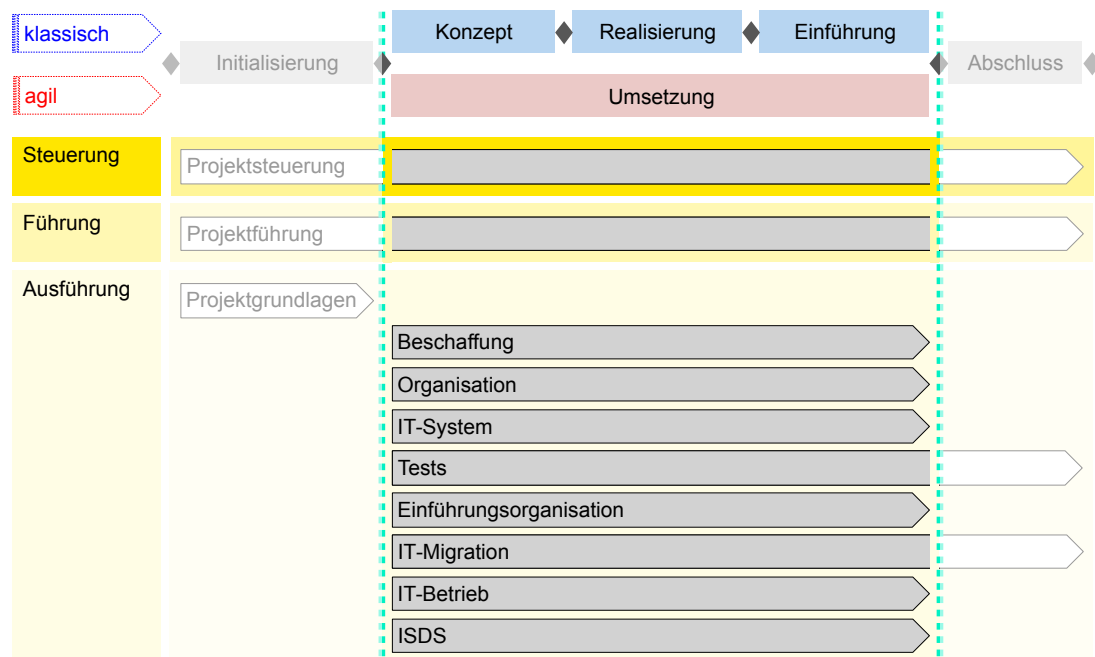 klassisch
Konzept
Realisierung
Einführung
Initialisierung
Abschluss
agil
Umsetzung
Steuerung
Projektsteuerung
Führung
Projektführung
Ausführung
Projektgrundlagen
Beschaffung
Organisation
IT-System
Tests
Einführungsorganisation
IT-Migration
IT-Betrieb
ISDS